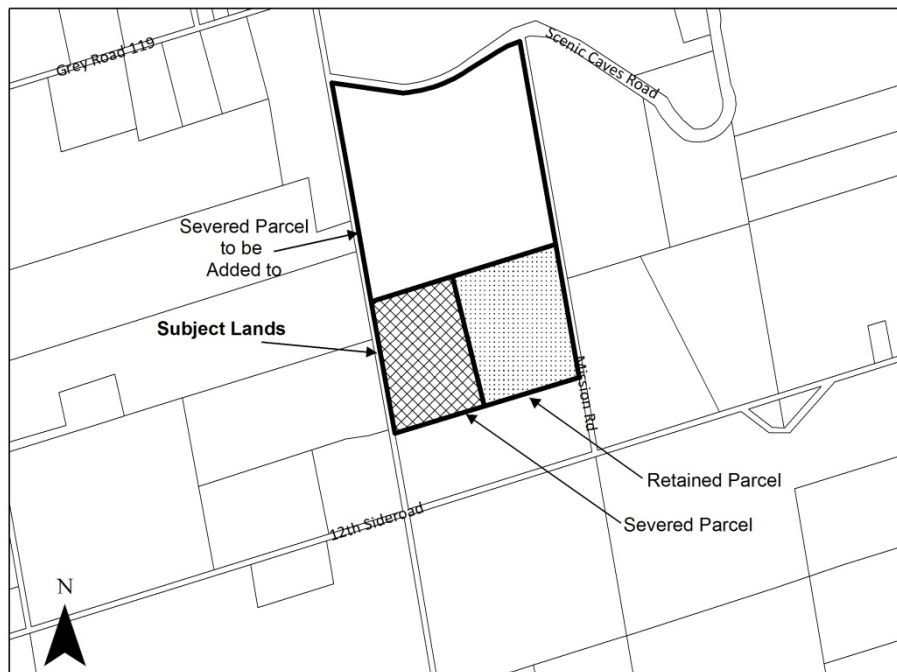 Grey Road 119
Scenic Caves Road
Severed Parcel
to be
Added to
Subject Lands
Mission Rd
Retained Parcel
Severed Parcel
12th Sideroad
N